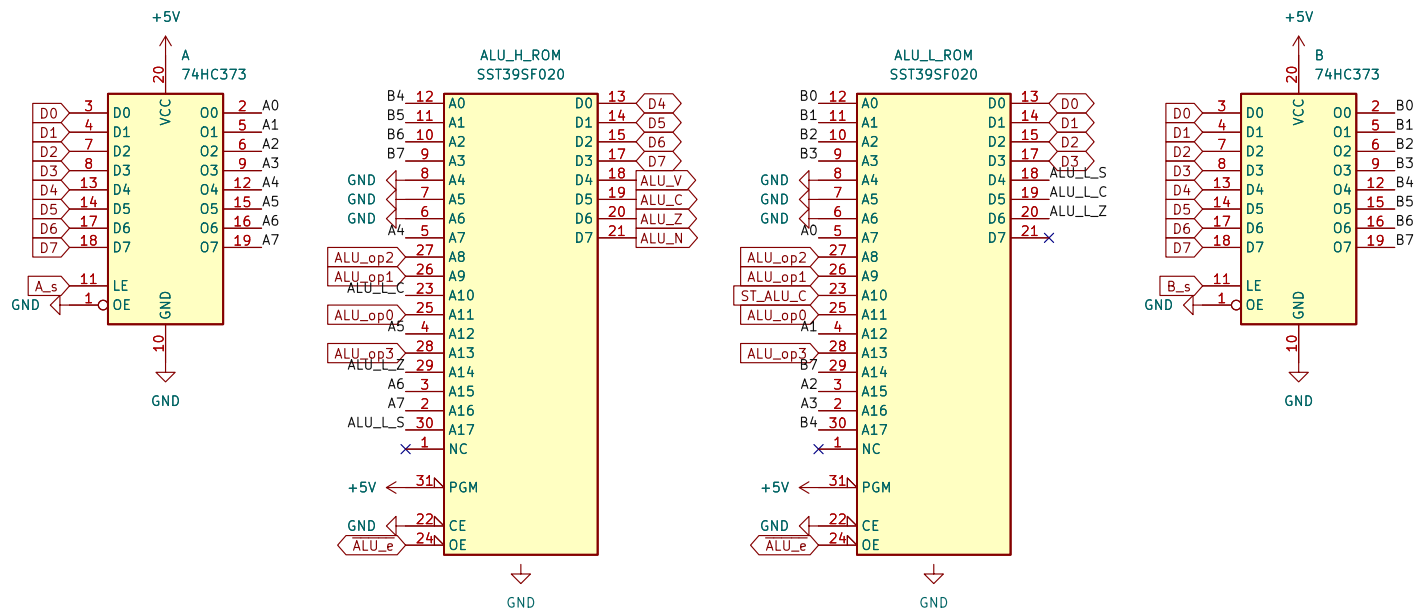 +5V
A
74HC373
20
VCC
D0 3 D0 O0 2 A0
D1 4 D1 O1 5 A1
D2 7 D2 O2 6 A2
D3 8 D3 O3 9 A3
D4 13 D4 O4 12 A4
D5 14 D5 O5 15 A5
D6 17 D6 O6 16 A6
D7 18 D7 O7 19 A7
A_s 11 LE
GND 1 OE
GND
10
GND
ALU_H_ROM
SST39SF020
B4 12 A0 D0 13 D4
B5 11 A1 D1 14 D5
B6 10 A2 D2 15 D6
B7 9 A3 D3 17 D7
GND 8 A4 D4 18 ALU_V
GND 7 A5 D5 19 ALU_C
GND 6 A6 D6 20 ALU_Z
A4 5 A7 D7 21 ALU_N
ALU_op2 27 A8
ALU_op1 26 A9
ALU_L_C 23 A10
ALU_op0 25 A11
A5 4 A12
ALU_op3 28 A13
ALU_L_Z 29 A14
A6 3 A15
A7 2 A16
ALU_L_S 30 A17
1 NC
+5V 31 PGM
GND 22 CE
ALU_e 24 OE
GND
ALU_L_ROM
SST39SF020
B0 12 A0 D0 13 D0
B1 11 A1 D1 14 D1
B2 10 A2 D2 15 D2
B3 9 A3 D3 17 D3
GND 8 A4 D4 18 ALU_L_S
GND 7 A5 D5 19 ALU_L_C
GND 6 A6 D6 20 ALU_L_Z
A0 5 A7 D7 21
ALU_op2 27 A8
ALU_op1 26 A9
ST_ALU_C 23 A10
ALU_op0 25 A11
A1 4 A12
ALU_op3 28 A13
B7 29 A14
A2 3 A15
A3 2 A16
B4 30 A17
1 NC
+5V 31 PGM
GND 22 CE
ALU_e 24 OE
GND
+5V
B
74HC373
20
VCC
D0 3 D0 O0 2 B0
D1 4 D1 O1 5 B1
D2 7 D2 O2 6 B2
D3 8 D3 O3 9 B3
D4 13 D4 O4 12 B4
D5 14 D5 O5 15 B5
D6 17 D6 O6 16 B6
D7 18 D7 O7 19 B7
B_s 11 LE
GND 1 OE
GND
10
GND